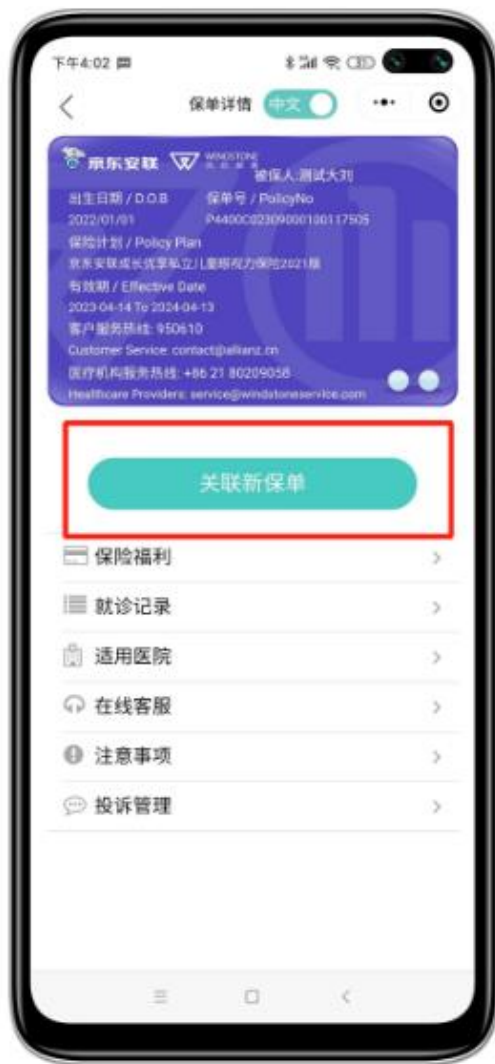 下午4:02
保单详情 中文
京东安联 WINDSTONE
被保人:测试大刘
出生日期 / D.O.B 保单号 / PolicyNo
2022/01/01 P4400C02309000100117505
保险计划 / Policy Plan
京东安联成长优享私立儿童眼视力保险2021版
有效期 / Effective Date
2023-04-14 To 2024-04-13
客户服务热线: 950610
Customer Service: contact@allianz.cn
医疗机构服务热线: +86 21 80209058
Healthcare Providers: service@windstoneservice.com
关联新保单
保险福利
就诊记录
适用医院
在线客服
注意事项
投诉管理